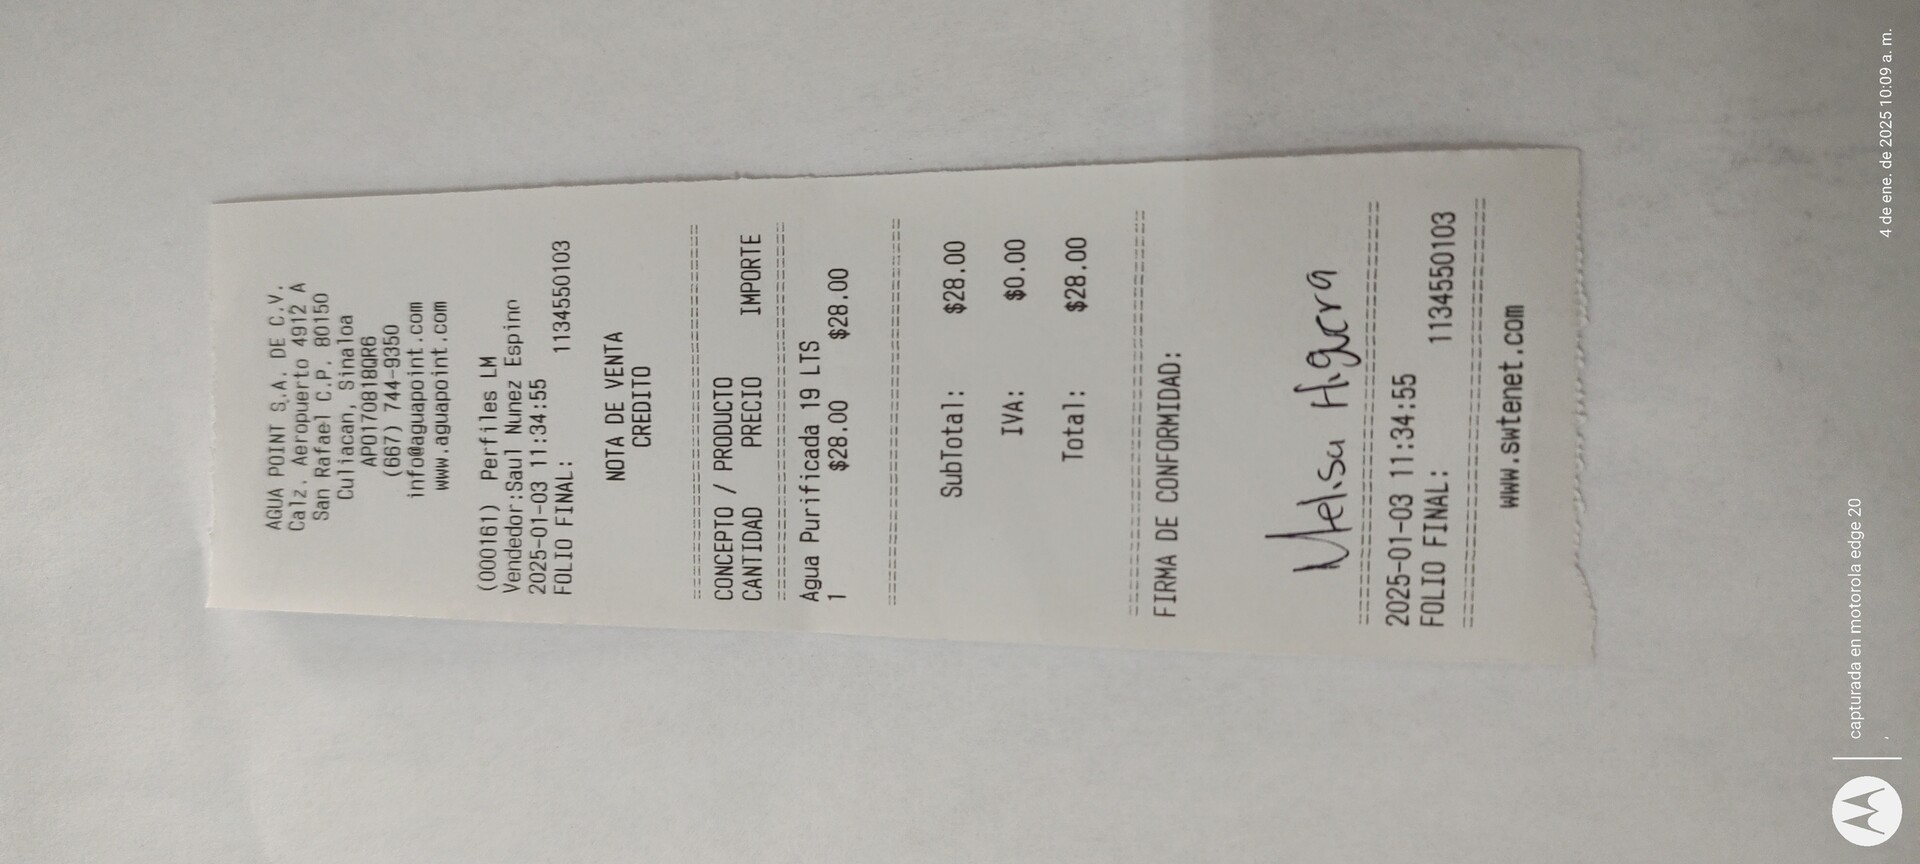 AGUA POINT S.A. DE C.V.
Calz. Aeropuerto 4912 A
San Rafael C.P. 80150
Culiacan, Sinaloa
APO170818QR6
(667) 744-9350
info@aguapoint.com
www.aguapoint.com
(000161) Perfiles LM
Vendedor:Saul Nunez Espino
2025-01-03 11:34:55
FOLIO FINAL: 1134550103
NOTA DE VENTA
CREDITO
CONCEPTO / PRODUCTO
CANTIDAD PRECIO IMPORTE
Agua Purificada 19 LTS
1 $28.00 $28.00
SubTotal: $28.00
IVA: $0.00
Total: $28.00
FIRMA DE CONFORMIDAD:
Melisa Higuera
2025-01-03 11:34:55
FOLIO FINAL: 1134550103
www.swtenet.com
capturada en motorola edge 20
4 de ene. de 2025 10:09 a. m.